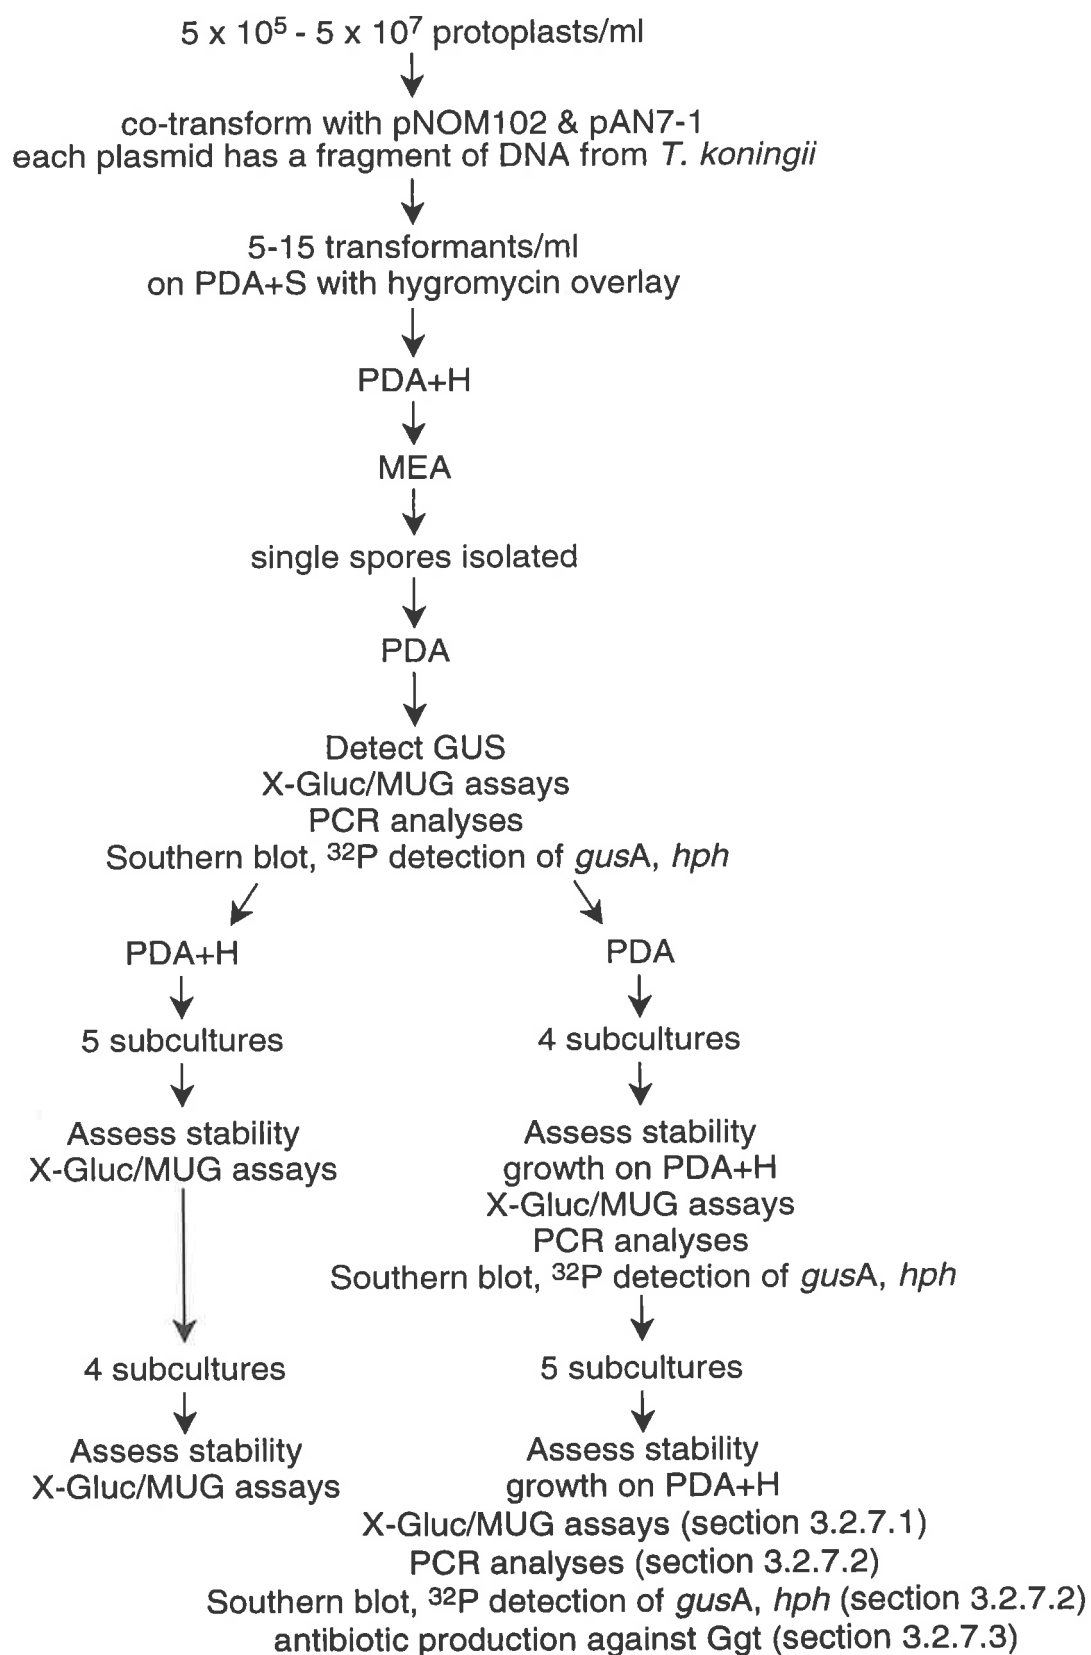 5 x 10⁵ - 5 x 10⁷ protoplasts/ml
co-transform with pNOM102 & pAN7-1
each plasmid has a fragment of DNA from T. koningii
5-15 transformants/ml
on PDA+S with hygromycin overlay
PDA+H
MEA
single spores isolated
PDA
Detect GUS
X-Gluc/MUG assays
PCR analyses
Southern blot, ³²P detection of gusA, hph
PDA+H
5 subcultures
Assess stability
X-Gluc/MUG assays
4 subcultures
Assess stability
X-Gluc/MUG assays
PDA
4 subcultures
Assess stability
growth on PDA+H
X-Gluc/MUG assays
PCR analyses
Southern blot, ³²P detection of gusA, hph
5 subcultures
Assess stability
growth on PDA+H
X-Gluc/MUG assays (section 3.2.7.1)
PCR analyses (section 3.2.7.2)
Southern blot, ³²P detection of gusA, hph (section 3.2.7.2)
antibiotic production against Ggt (section 3.2.7.3)